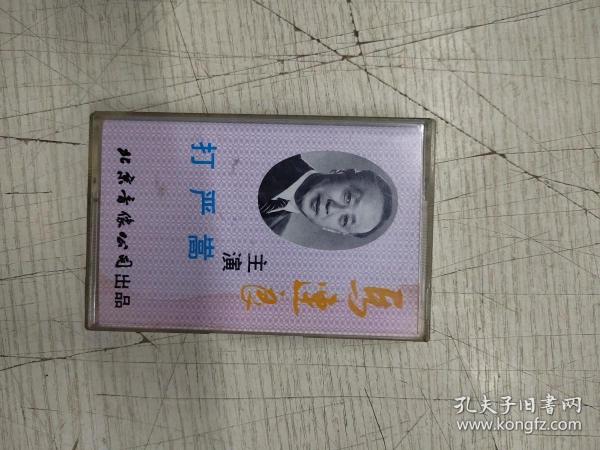 马连良
主演
打严嵩
北京音像公司出品
孔夫子旧书网
www.kongfz.com